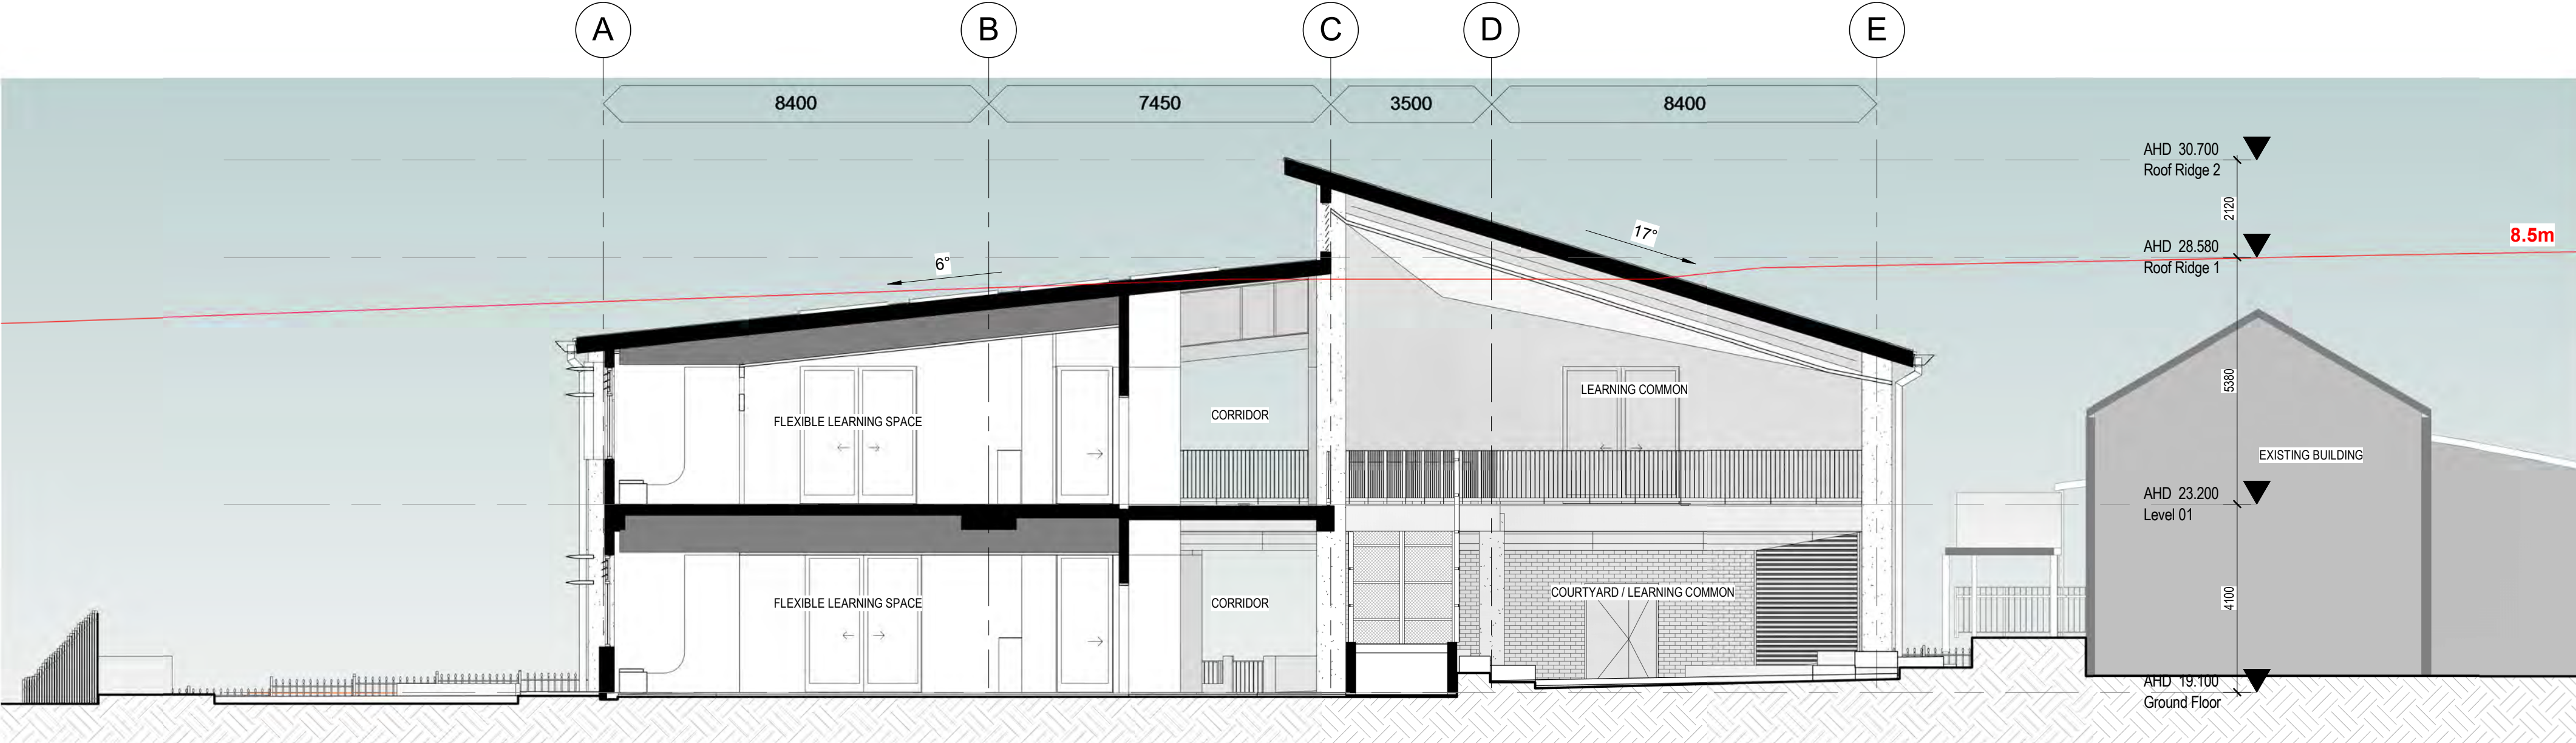 A
B
C
D
E
8400
7450
3500
8400
AHD 30.700
Roof Ridge 2
2120
8.5m
17°
AHD 28.580
Roof Ridge 1
6°
5380
LEARNING COMMON
CORRIDOR
FLEXIBLE LEARNING SPACE
EXISTING BUILDING
AHD 23.200
Level 01
4100
FLEXIBLE LEARNING SPACE
CORRIDOR
COURTYARD / LEARNING COMMON
AHD 19.100
Ground Floor